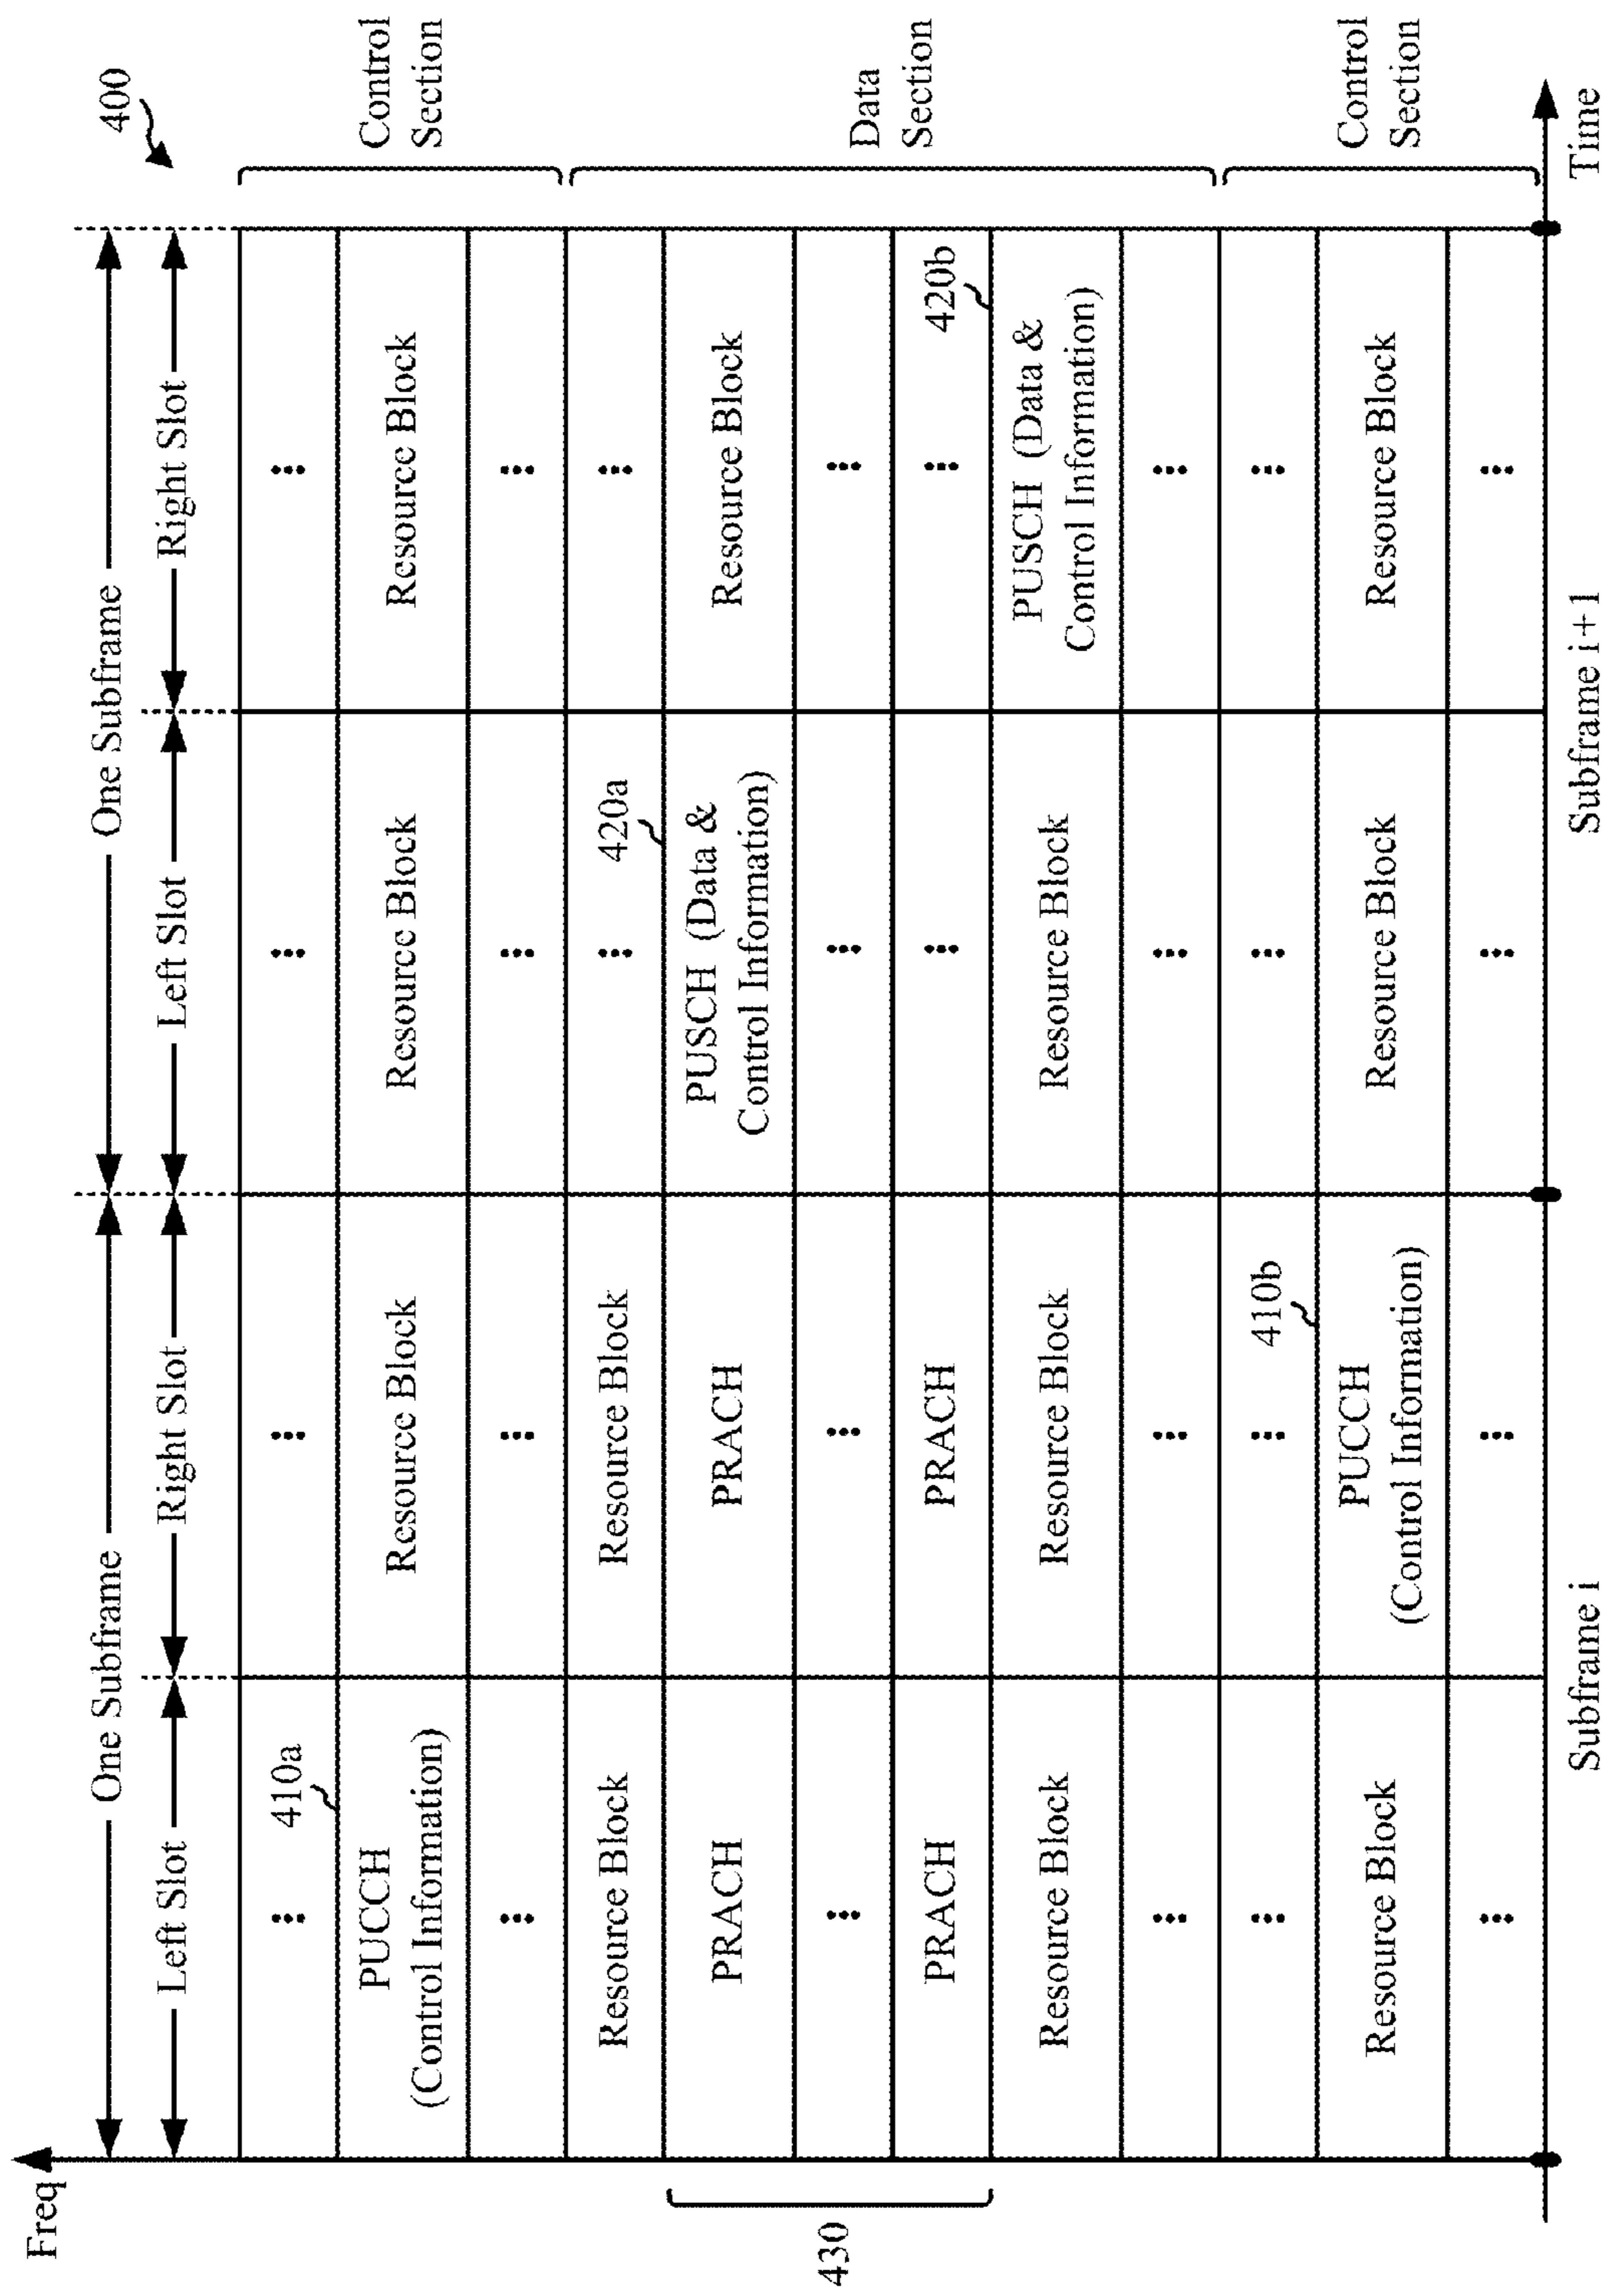 400
Freq
One Subframe
One Subframe
Left Slot
Right Slot
Left Slot
Right Slot
410a
PUCCH
(Control Information)
Resource Block
Resource Block
Resource Block
Control
Section
Resource Block
Resource Block
420a
430
PRACH
PRACH
PUSCH (Data &
Control Information)
Resource Block
Data
Section
PRACH
PRACH
420b
Resource Block
Resource Block
Resource Block
PUSCH (Data &
Control Information)
410b
Resource Block
PUCCH
(Control Information)
Resource Block
Resource Block
Control
Section
Time
Subframe i
Subframe i + 1